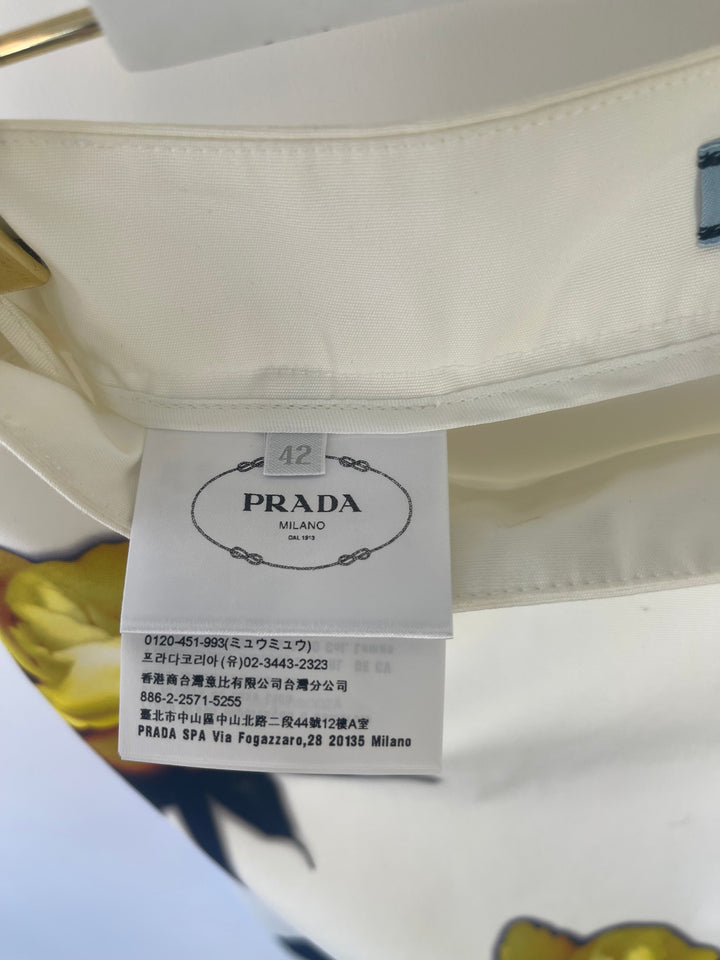 42
PRADA
MILANO
DAL 1913
0120-451-993(ミュウミュウ)
프라다코리아(유)02-3443-2323
香港商台灣崑比有限公司台灣分公司
886-2-2571-5255
臺北市中山區中山北路二段44號12樓A室
PRADA SPA Via Fogazzaro,28 20135 Milano